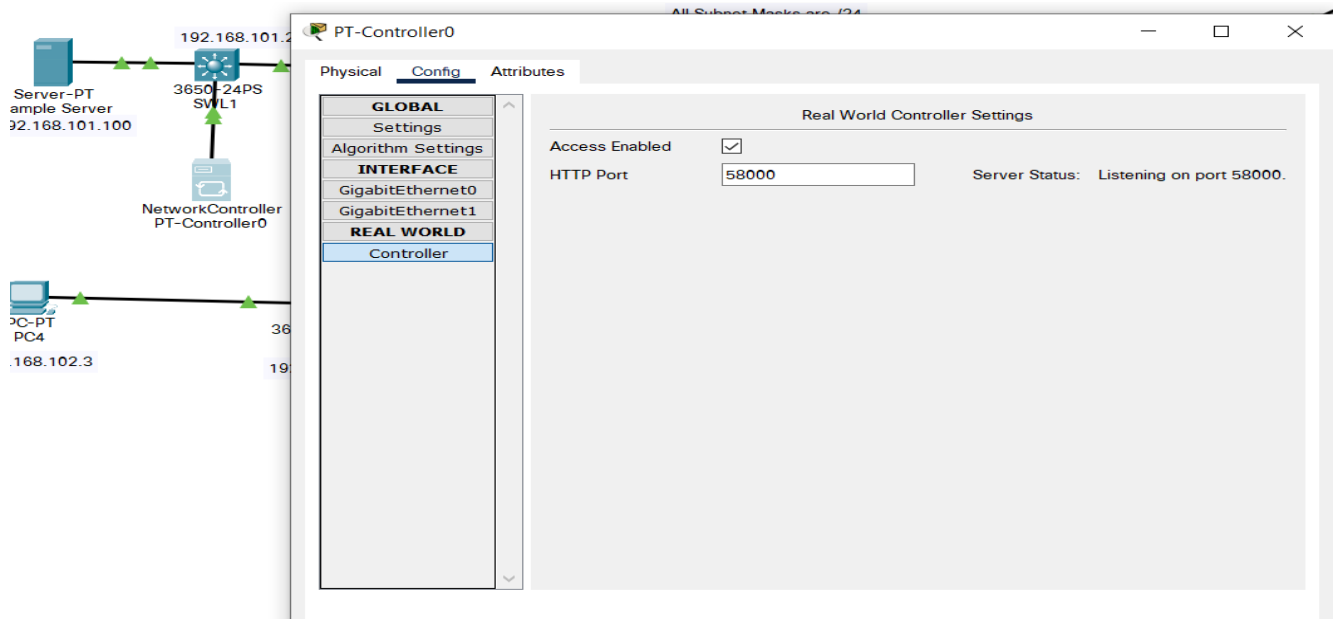 All Subnet Masks are /24
192.168.101.2
PT-Controller0
Physical Config Attributes
Server-PT
ample Server
92.168.101.100
3650-24PS
SWL1
NetworkController
PT-Controller0
PC-PT
PC4
.168.102.3
36
19
GLOBAL
Settings
Algorithm Settings
INTERFACE
GigabitEthernet0
GigabitEthernet1
REAL WORLD
Controller
Real World Controller Settings
Access Enabled
HTTP Port 58000 Server Status: Listening on port 58000.